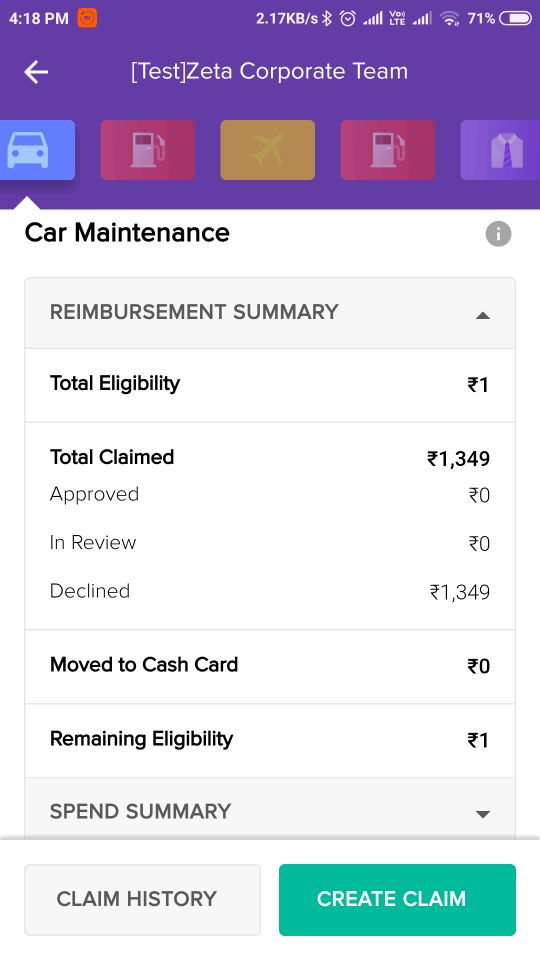 4:18 PM 2.17KB/s Vo) LTE 71%
[Test]Zeta Corporate Team
Car Maintenance
REIMBURSEMENT SUMMARY
Total Eligibility ₹1
Total Claimed ₹1,349
Approved ₹0
In Review ₹0
Declined ₹1,349
Moved to Cash Card ₹0
Remaining Eligibility ₹1
SPEND SUMMARY
CLAIM HISTORY CREATE CLAIM